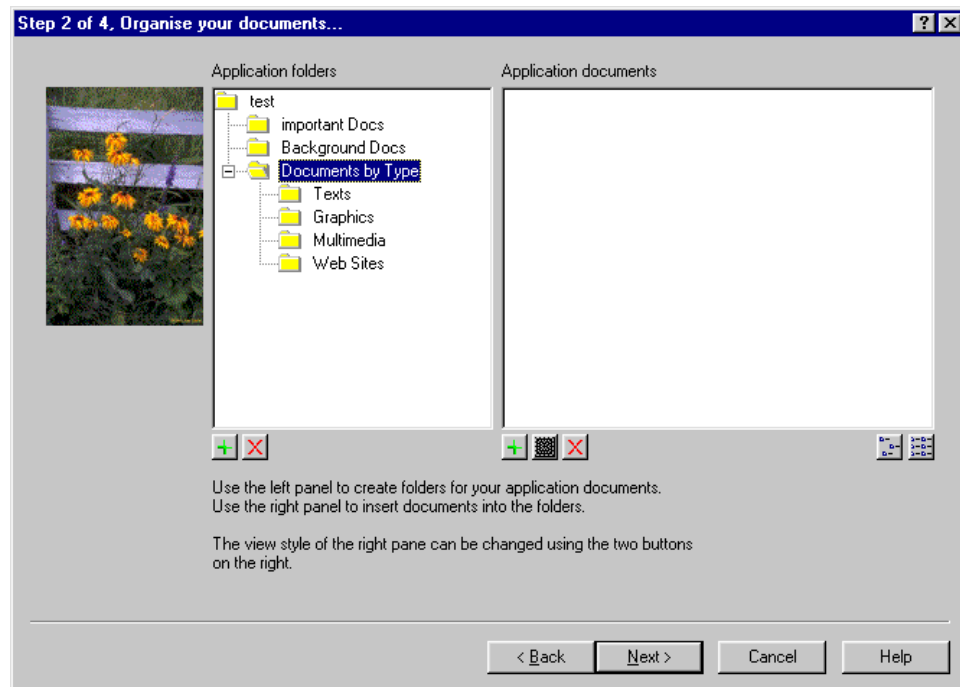 Step 2 of 4, Organise your documents...
Application folders
Application documents
test
important Docs
Background Docs
Documents by Type
Texts
Graphics
Multimedia
Web Sites
Use the left panel to create folders for your application documents.
Use the right panel to insert documents into the folders.
The view style of the right pane can be changed using the two buttons
on the right.
< Back
Next >
Cancel
Help